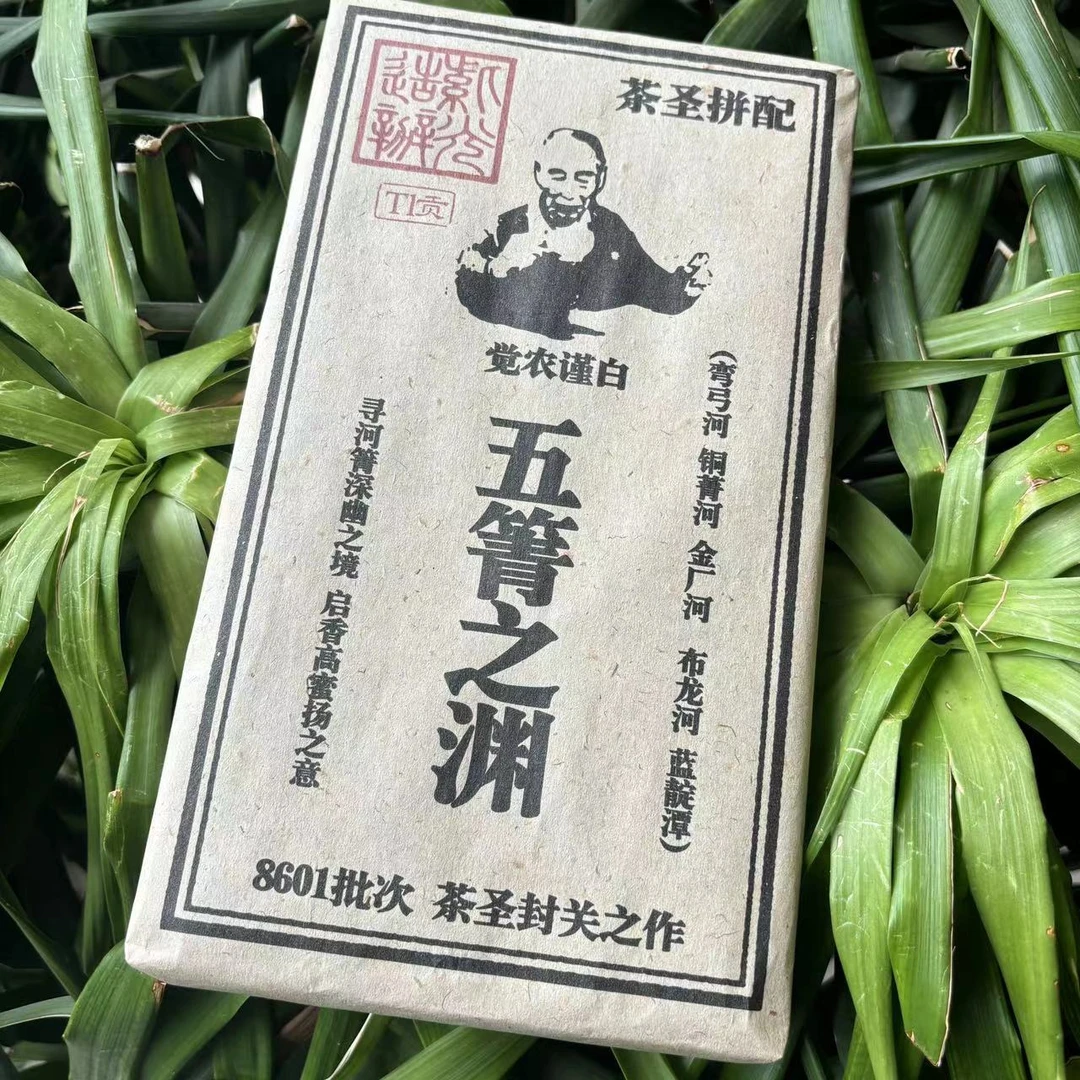 茶圣拼配
T1贡
觉农谨白
(弯弓河 铜菁河 金厂河 布龙河 蓝靛潭)
五箐之渊
寻河箐深幽之境 启香高蜜扬之意
8601批次 茶圣封关之作